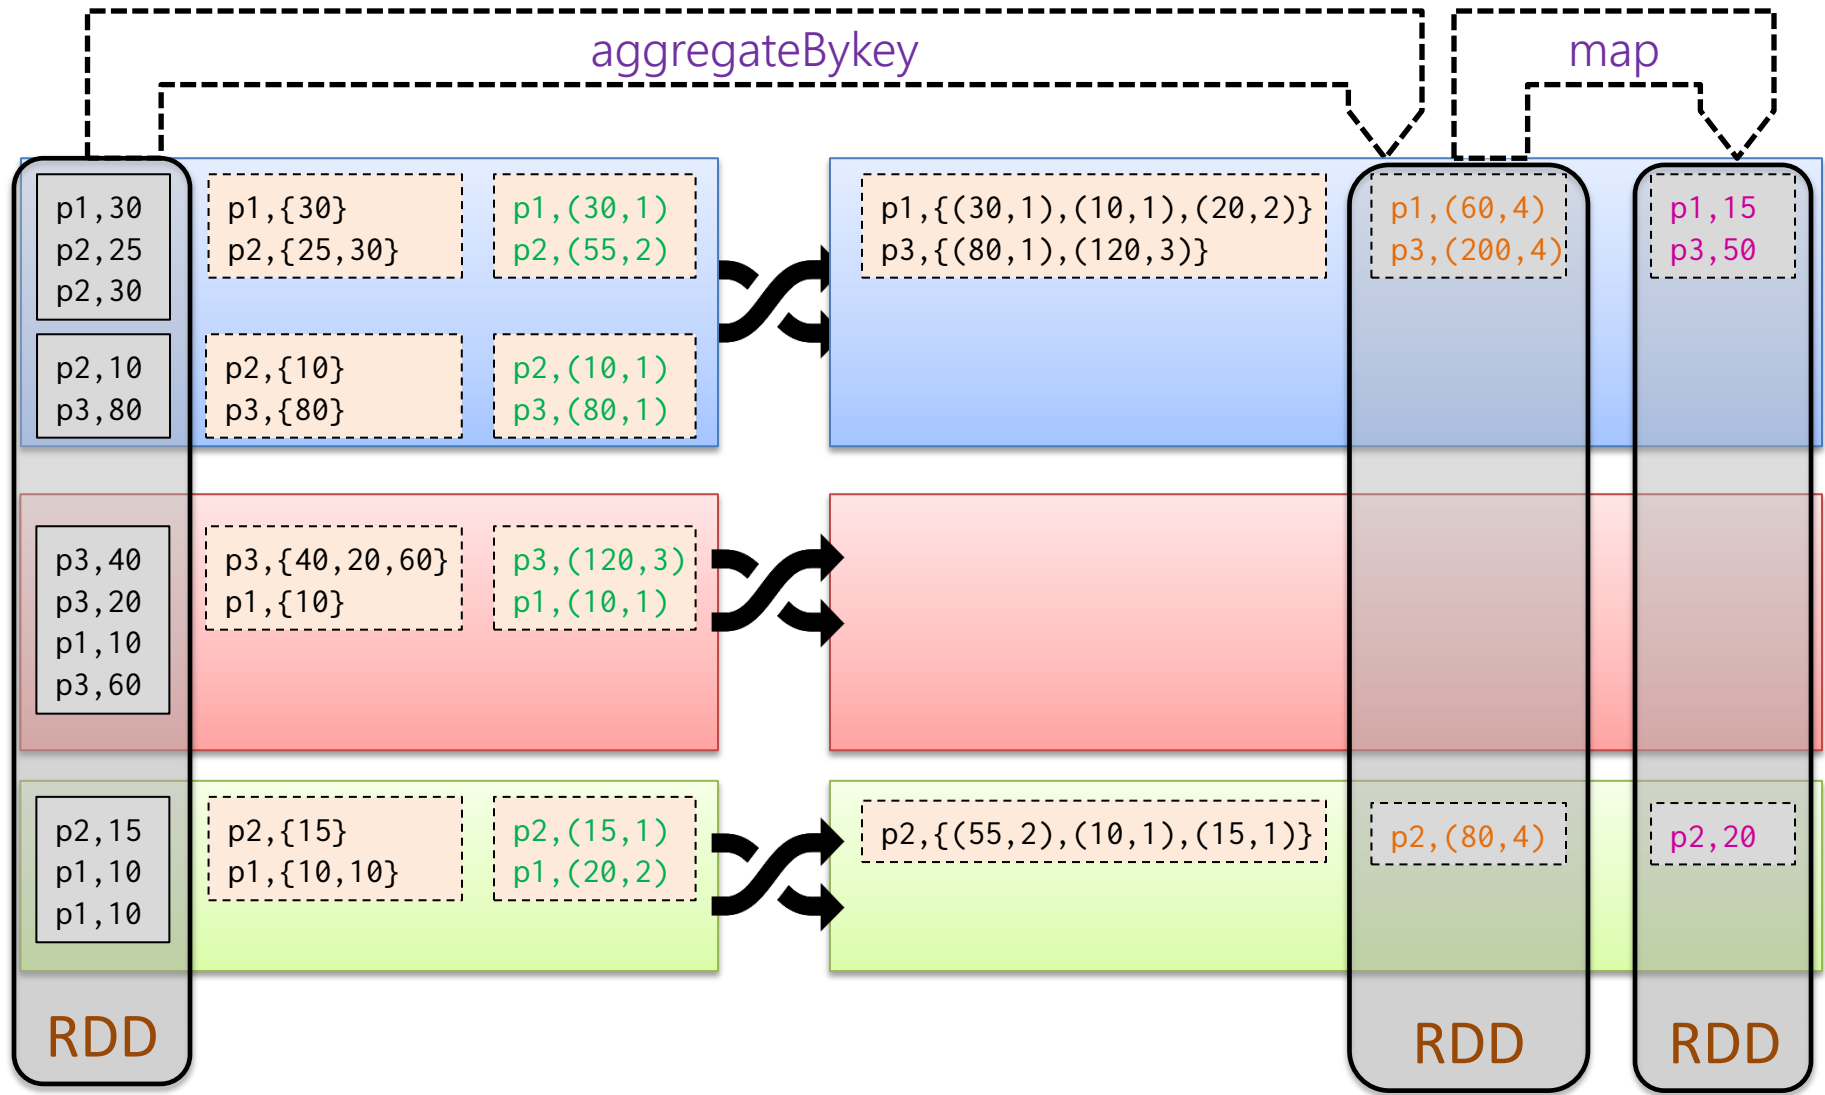 aggregateBykey
map
p1,30
p2,25
p2,30
p1,{30}
p2,{25,30}
p1,(30,1)
p2,(55,2)
p1,{(30,1),(10,1),(20,2)}
p3,{(80,1),(120,3)}
p1,(60,4)
p3,(200,4)
p1,15
p3,50
p2,10
p3,80
p2,{10}
p3,{80}
p2,(10,1)
p3,(80,1)
p3,40
p3,20
p1,10
p3,60
p3,{40,20,60}
p1,{10}
p3,(120,3)
p1,(10,1)
p2,15
p1,10
p1,10
p2,{15}
p1,{10,10}
p2,(15,1)
p1,(20,2)
p2,{(55,2),(10,1),(15,1)}
p2,(80,4)
p2,20
RDD
RDD
RDD